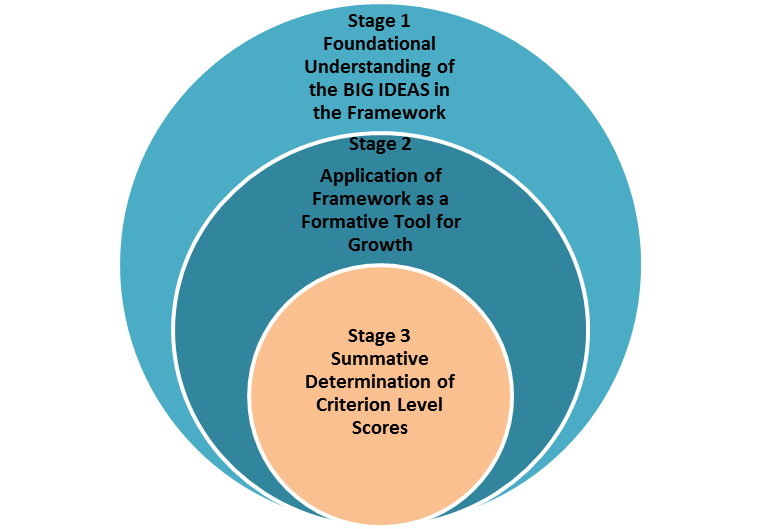 Stage 1
Foundational
Understanding of
the BIG IDEAS in
the Framework
Stage 2
Application of
Framework as a
Formative Tool for
Growth
Stage 3
Summative
Determination of
Criterion Level
Scores